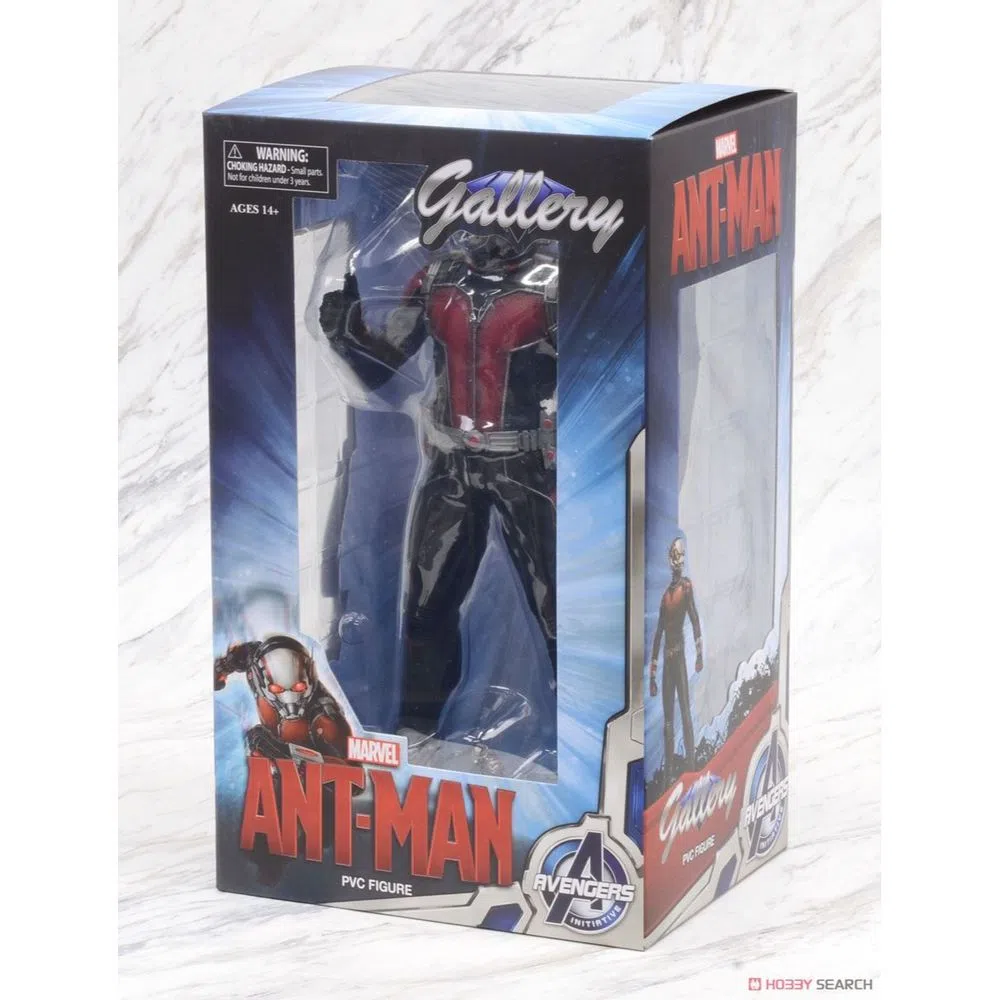 WARNING:
CHOKING HAZARD - Small parts.
Not for children under 3 years.
AGES 14+
Gallery
MARVEL
ANT-MAN
MARVEL
ANT-MAN
PVC FIGURE
A
AVENGERS
INITIATIVE
Gallery
PVC FIGURE
A
AVENGERS
INITIATIVE
HOBBY SEARCH